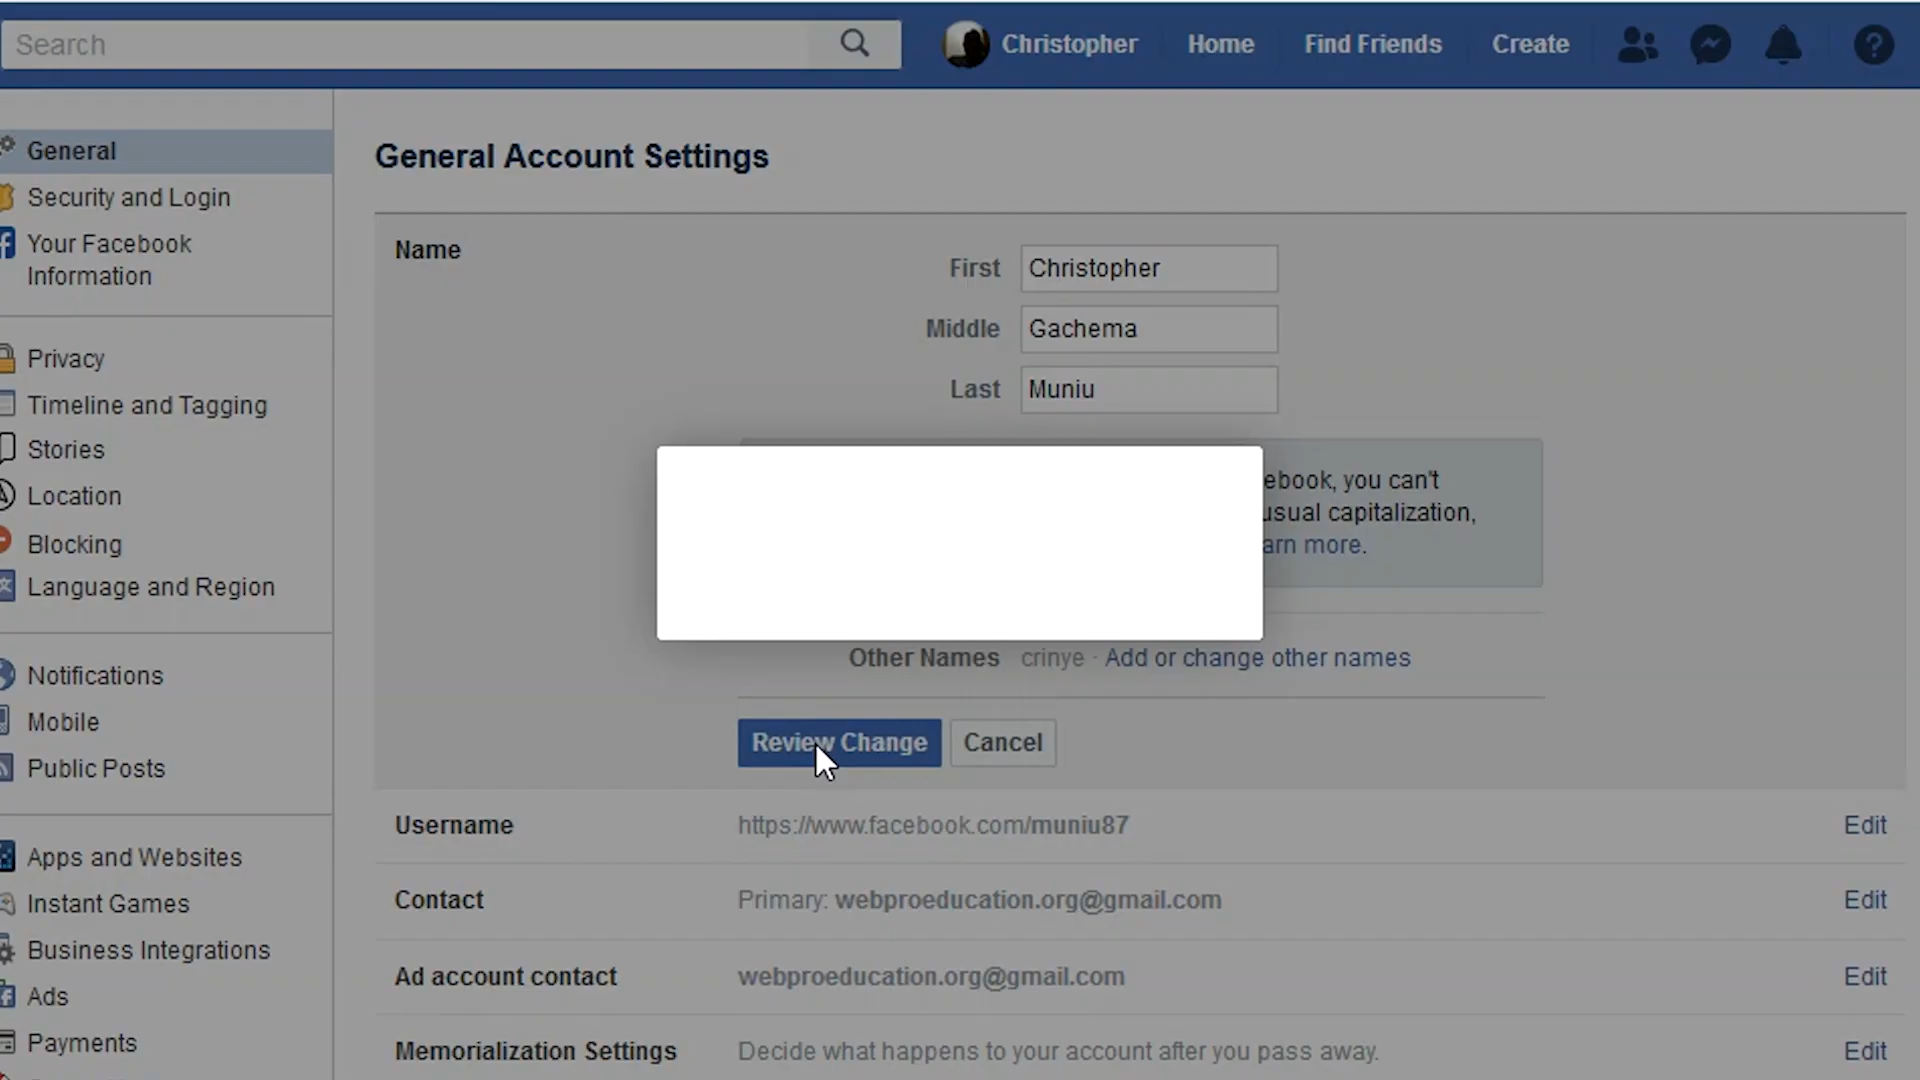 Search
Christopher
Home
Find Friends
Create
General
Security and Login
Your Facebook
Information
Privacy
Timeline and Tagging
Stories
Location
Blocking
Language and Region
Notifications
Mobile
Public Posts
Apps and Websites
Instant Games
Business Integrations
Ads
Payments
General Account Settings
Name
First Christopher
Middle Gachema
Last Muniu
you can't
capitalization,
more.
Other Names crinye · Add or change other names
Review Change Cancel
Username https://www.facebook.com/muniu87 Edit
Contact Primary: webproeducation.org@gmail.com Edit
Ad account contact webproeducation.org@gmail.com Edit
Memorialization Settings Decide what happens to your account after you pass away. Edit